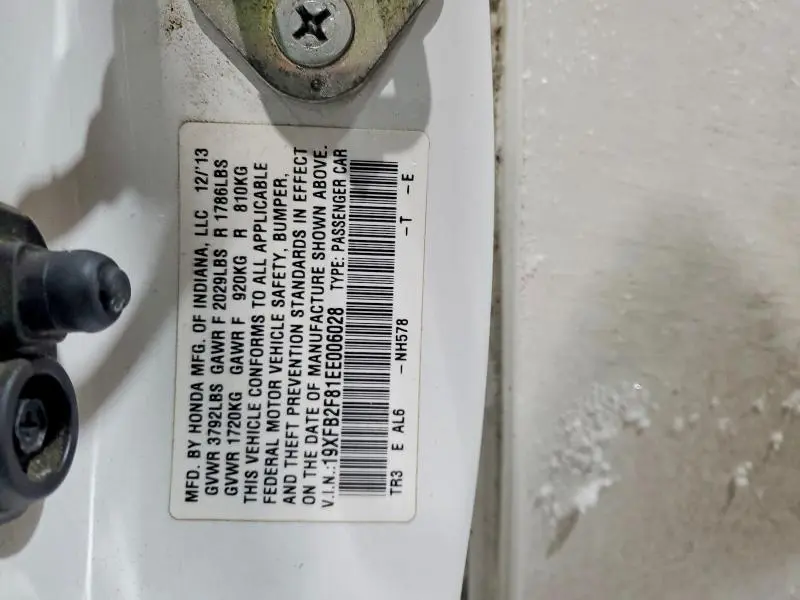 MFD. BY HONDA MFG. OF INDIANA, LLC 12/'13
GVWR 3792LBS GAWR F 2029LBS R 1786LBS
GVWR 1720KG GAWR F 920KG R 810KG
THIS VEHICLE CONFORMS TO ALL APPLICABLE
FEDERAL MOTOR VEHICLE SAFETY, BUMPER,
AND THEFT PREVENTION STANDARDS IN EFFECT
ON THE DATE OF MANUFACTURE SHOWN ABOVE.
V.I.N.:19XFB2F81EE006028 TYPE: PASSENGER CAR
TR3 E AL6 -NH578 -T -E